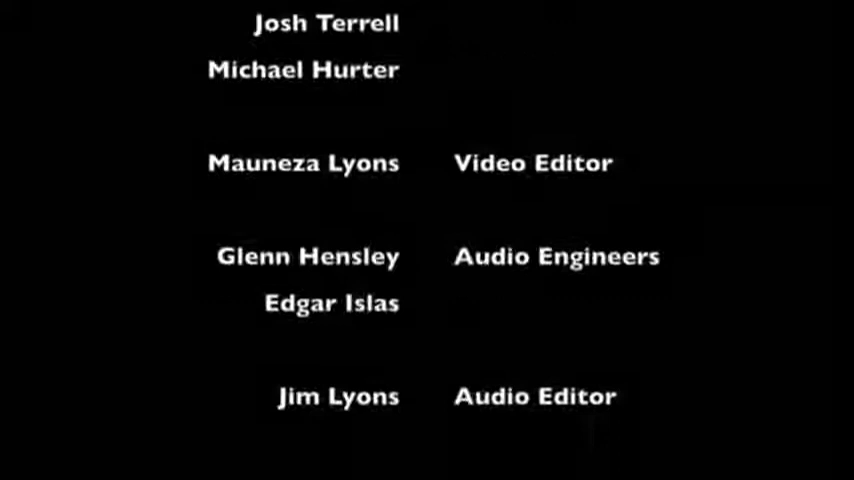 Josh Terrell
Michael Hurter
Mauneza Lyons Video Editor
Glenn Hensley Audio Engineers
Edgar Islas
Jim Lyons Audio Editor